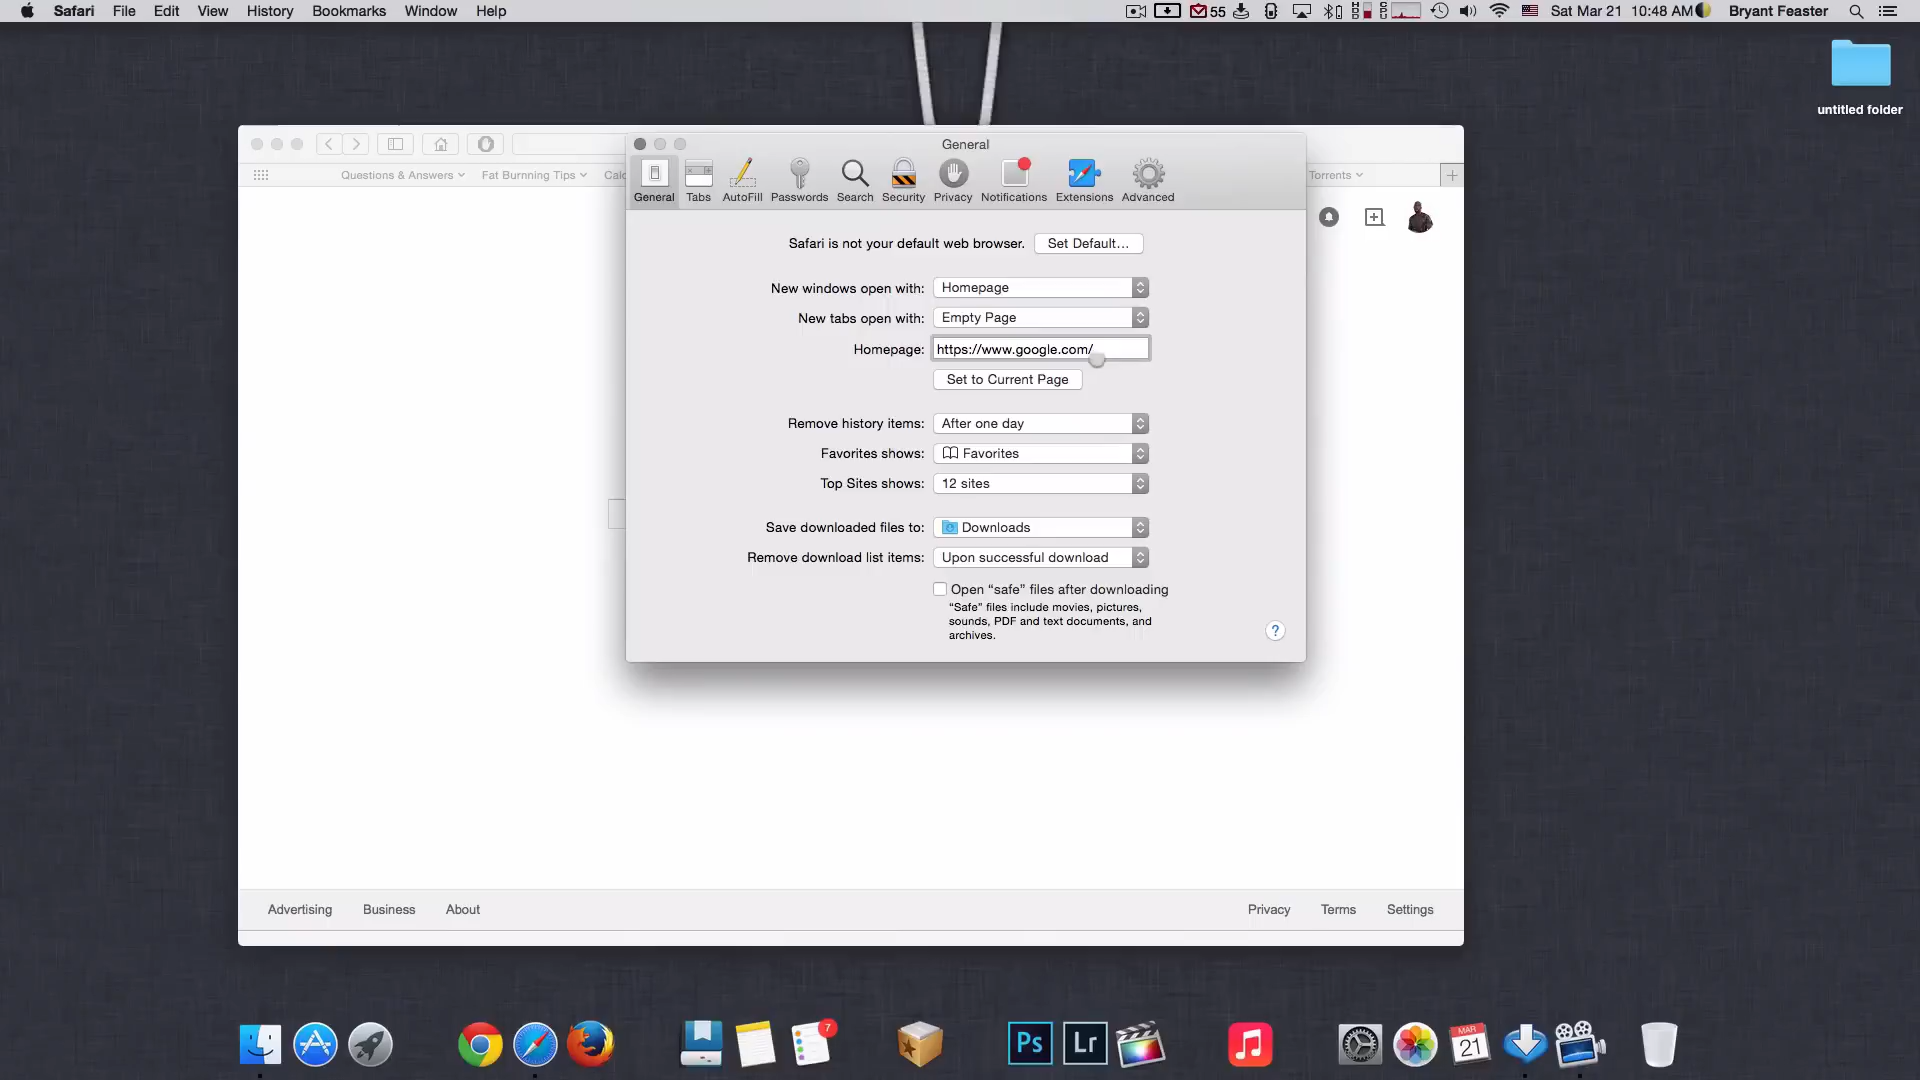 Safari File Edit View History Bookmarks Window Help
55 Sat Mar 21 10:48 AM Bryant Feaster
untitled folder
General
Questions & Answers Fat Burnning Tips Torrents
General Tabs AutoFill Passwords Search Security Privacy Notifications Extensions Advanced
Safari is not your default web browser. Set Default...
New windows open with: Homepage
New tabs open with: Empty Page
Homepage: https://www.google.com/
Set to Current Page
Remove history items: After one day
Favorites shows: Favorites
Top Sites shows: 12 sites
Save downloaded files to: Downloads
Remove download list items: Upon successful download
Open “safe” files after downloading
“Safe” files include movies, pictures,
sounds, PDF and text documents, and
archives.
?
Advertising Business About Privacy Terms Settings
7
Ps Lr
MAR
21